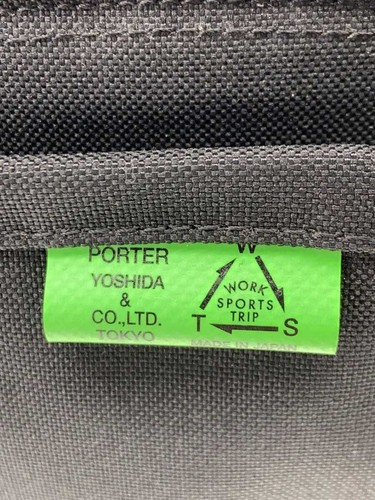 PORTER
YOSHIDA
&
CO.,LTD.
TOKYO
W
WORK
SPORTS
TRIP
T S
MADE IN JAPAN